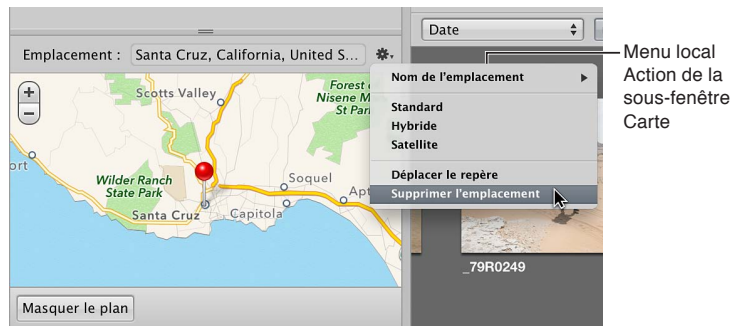 Date
Emplacement : Santa Cruz, California, United S...
Menu local
Action de la
sous-fenêtre
Carte
Nom de l'emplacement
Standard
Hybride
Satellite
Déplacer le repère
Supprimer l'emplacement
+
−
Scotts Valley
Forest
Nisene M
St Par
ort
Wilder Ranch
State Park
Soquel
Apt
Santa Cruz
Capitola
_79R0249
Masquer le plan